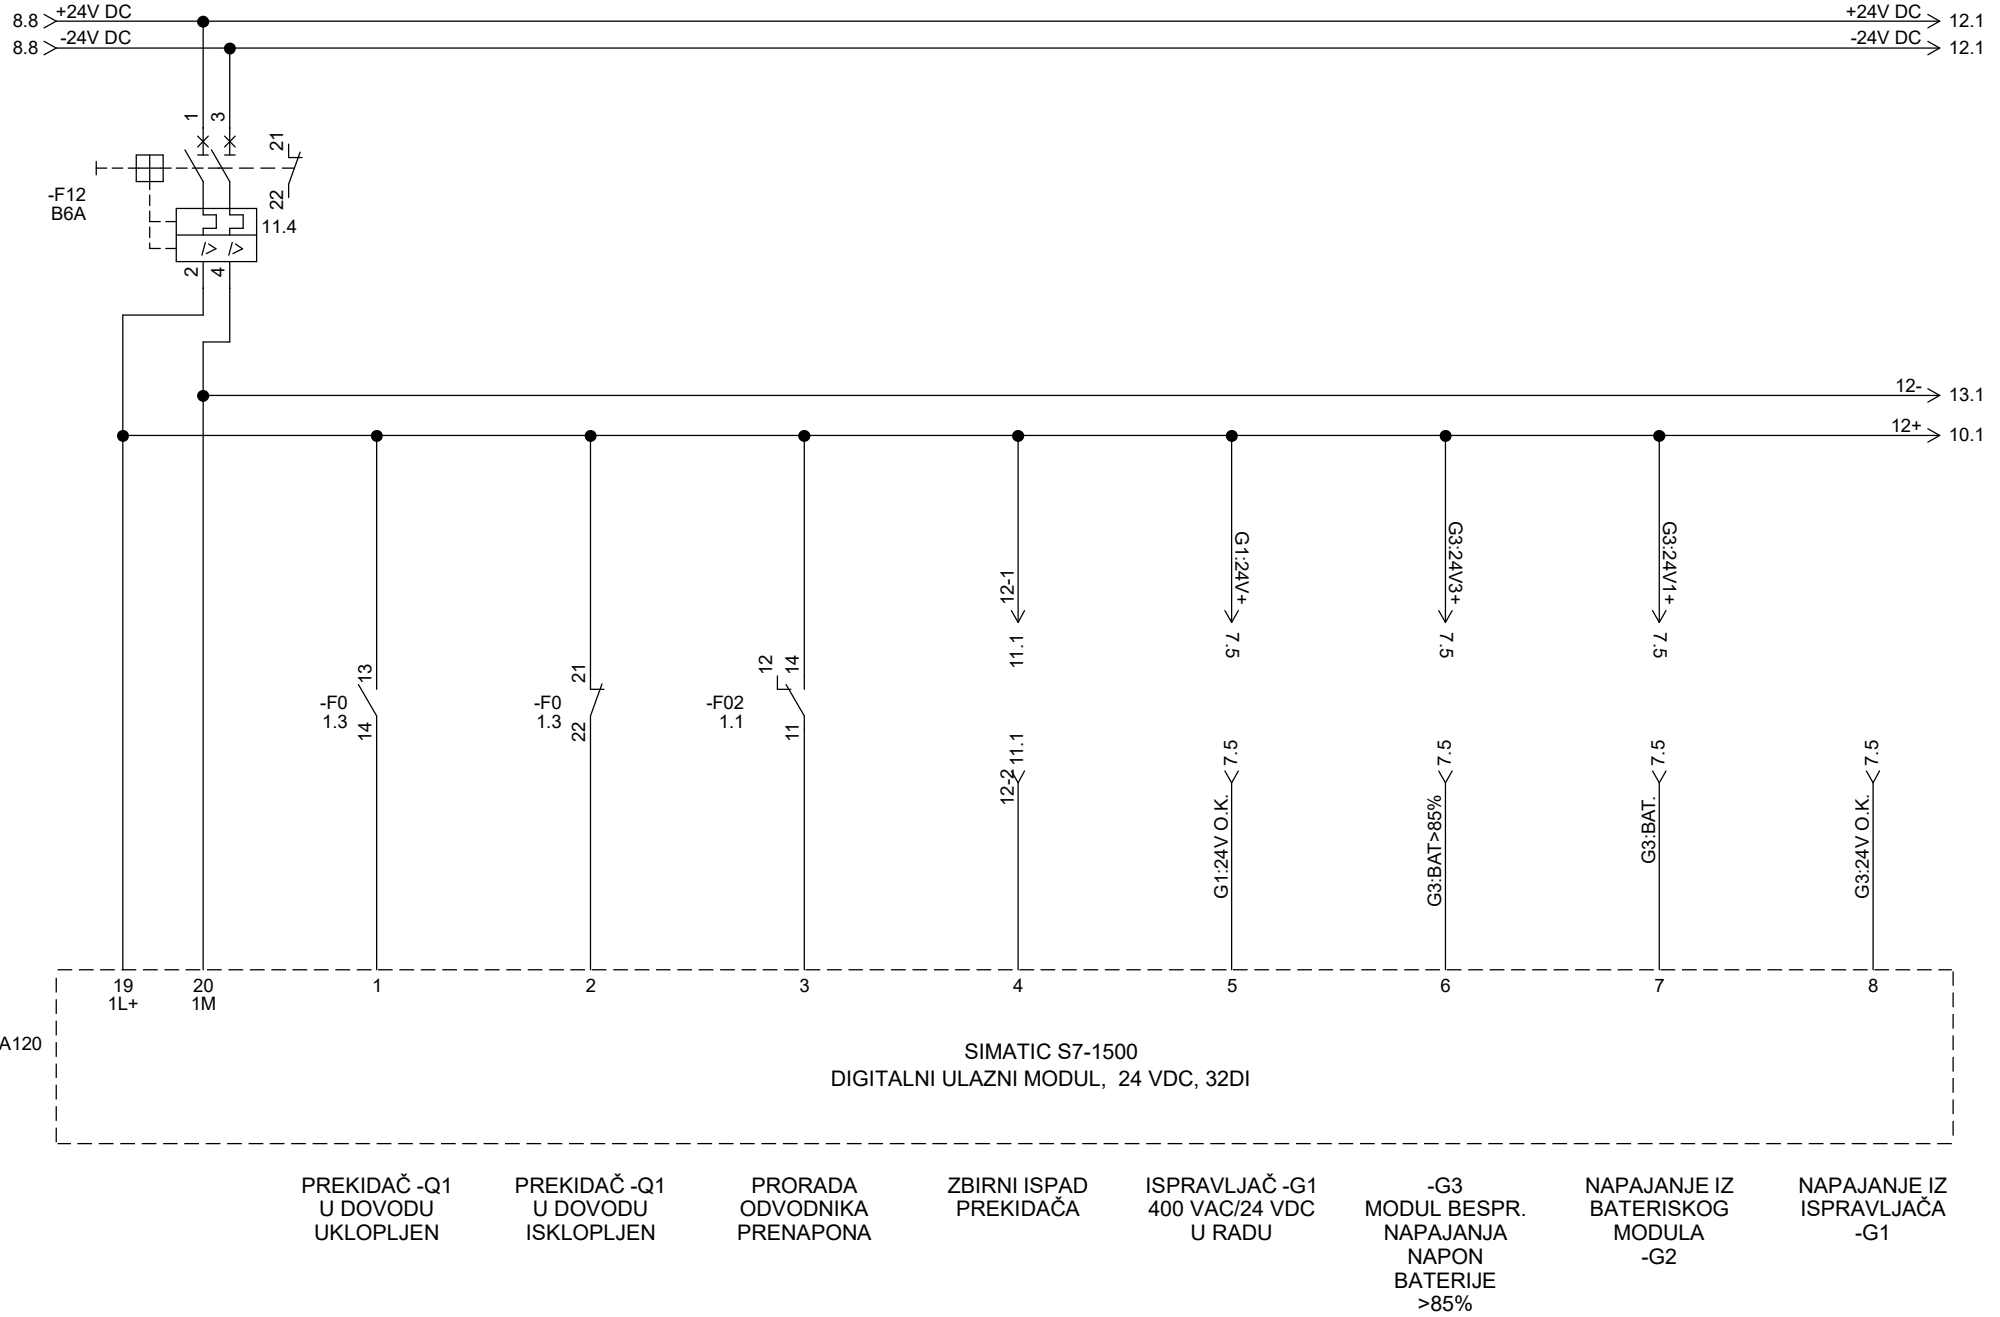 8.8 +24V DC +24V DC 12.1
8.8 -24V DC -24V DC 12.1
1 3 21
-F12
B6A
22
11.4
2 4
12- 13.1
12+ 10.1
12-1
11.1
G1:24V+
7.5
G3:24V3+
7.5
G3:24V1+
7.5
13
-F0
1.3
14
21
-F0
1.3
22
12 14
-F02
1.1
11
11.1
12-2
7.5
G1:24V O.K.
7.5
G3:BAT>85%
7.5
G3:BAT.
7.5
G3:24V O.K.
19 20 1 2 3 4 5 6 7 8
1L+ 1M
A120
SIMATIC S7-1500
DIGITALNI ULAZNI MODUL, 24 VDC, 32DI
PREKIDAČ -Q1
U DOVODU
UKLOPLJEN
PREKIDAČ -Q1
U DOVODU
ISKLOPLJEN
PRORADA
ODVODNIKA
PRENAPONA
ZBIRNI ISPAD
PREKIDAČA
ISPRAVLJAČ -G1
400 VAC/24 VDC
U RADU
-G3
MODUL BESPR.
NAPAJANJA
NAPON
BATERIJE
>85%
NAPAJANJE IZ
BATERISKOG
MODULA
-G2
NAPAJANJE IZ
ISPRAVLJAČA
-G1